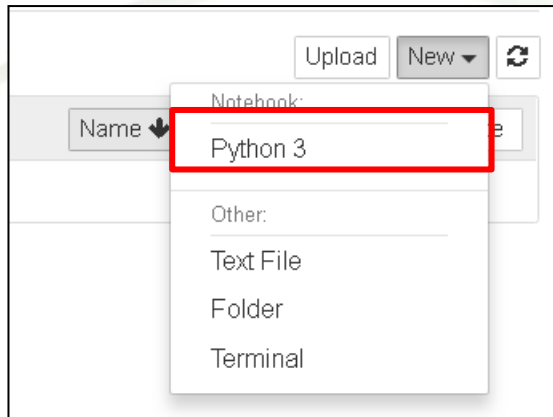 Upload New
Name
Notebook:
Python 3
Other:
Text File
Folder
Terminal